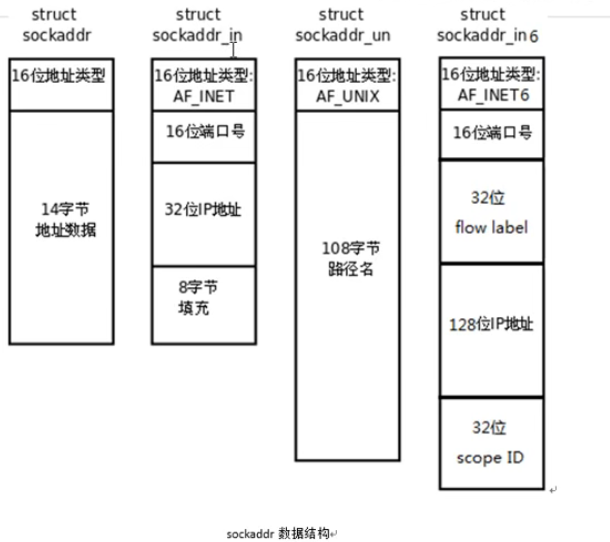 struct
sockaddr
16位地址类型
14字节
地址数据
struct
sockaddr_in
16位地址类型:
AF_INET
16位端口号
32位IP地址
8字节
填充
struct
sockaddr_un
16位地址类型:
AF_UNIX
108字节
路径名
struct
sockaddr_in6
16位地址类型:
AF_INET6
16位端口号
32位
flow label
128位IP地址
32位
scope ID
sockaddr 数据结构